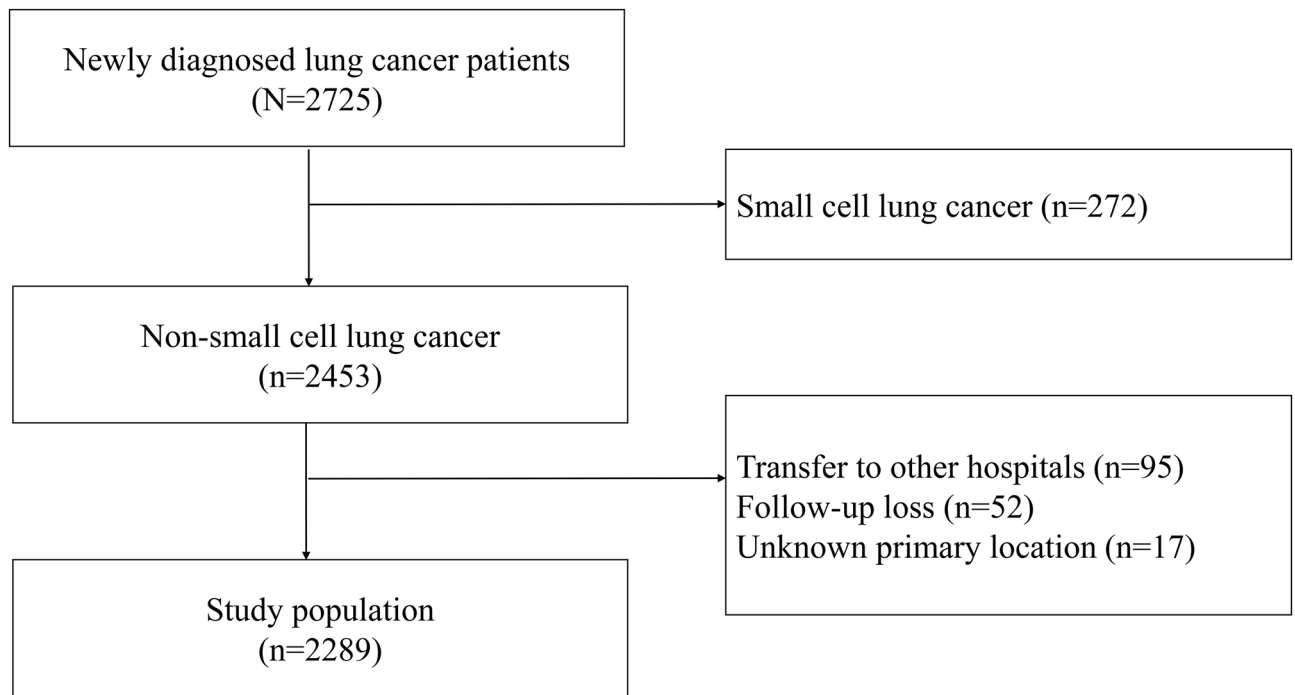 Newly diagnosed lung cancer patients
(N=2725)
Small cell lung cancer (n=272)
Non-small cell lung cancer
(n=2453)
Transfer to other hospitals (n=95)
Follow-up loss (n=52)
Unknown primary location (n=17)
Study population
(n=2289)